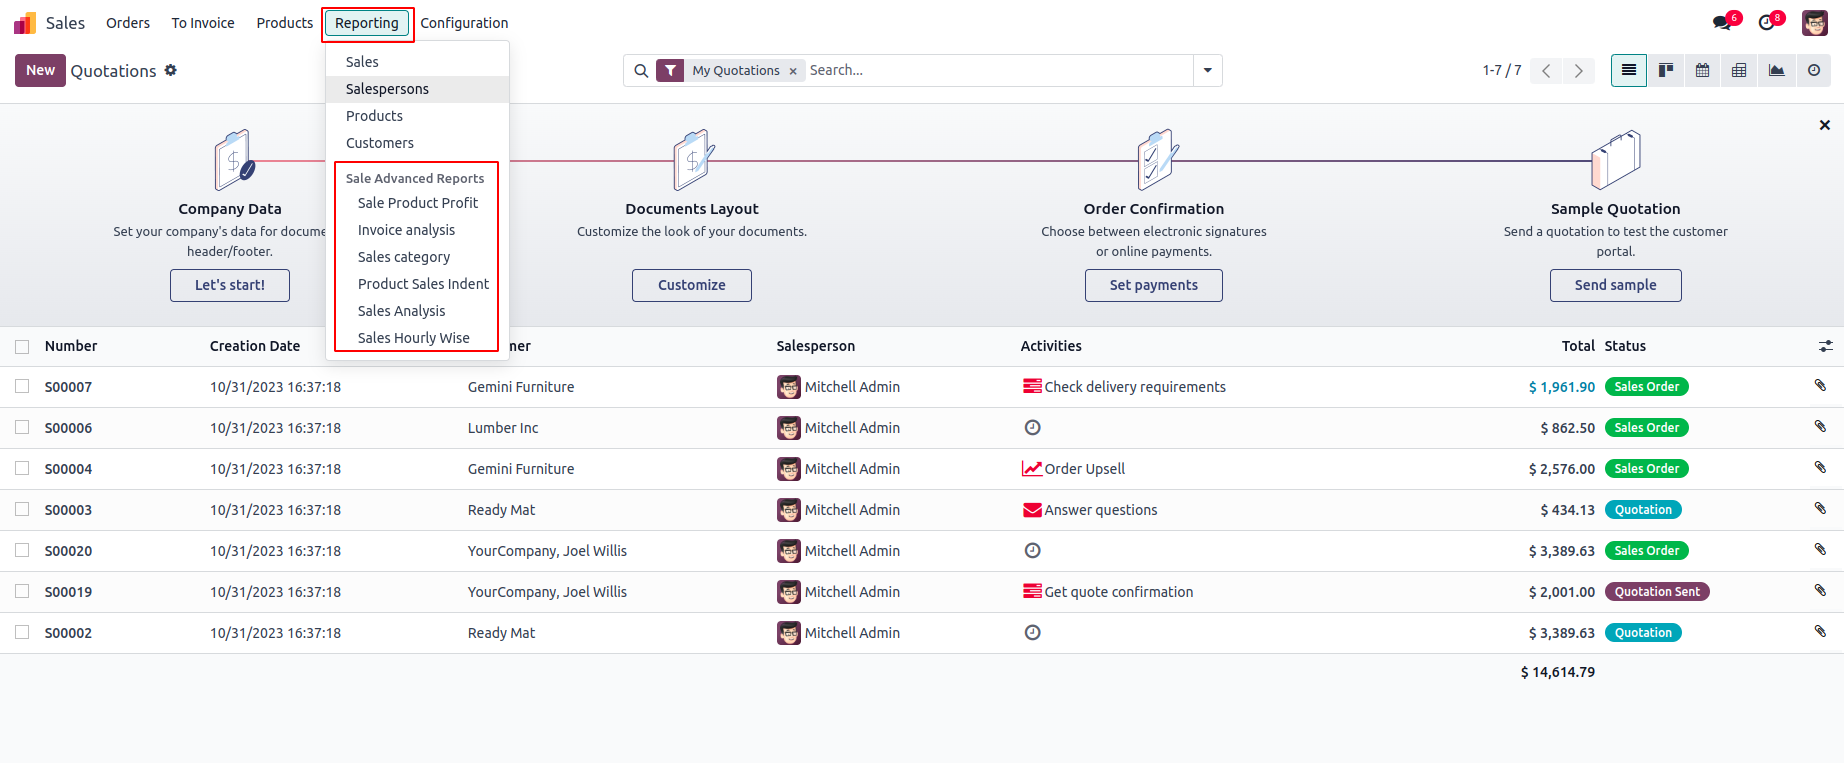 Sales Orders To Invoice Products Reporting Configuration 6 8
New Quotations My Quotations × Search... 1-7 / 7
Sales
Salespersons
Products
Customers
Sale Advanced Reports
Sale Product Profit
Invoice analysis
Sales category
Product Sales Indent
Sales Analysis
Sales Hourly Wise
Company Data
Set your company's data for docume
header/footer.
Let's start!
Documents Layout
Customize the look of your documents.
Customize
Order Confirmation
Choose between electronic signatures
or online payments.
Set payments
Sample Quotation
Send a quotation to test the customer
portal.
Send sample
Number Creation Date mer Salesperson Activities Total Status
S00007 10/31/2023 16:37:18 Gemini Furniture Mitchell Admin Check delivery requirements $ 1,961.90 Sales Order
S00006 10/31/2023 16:37:18 Lumber Inc Mitchell Admin $ 862.50 Sales Order
S00004 10/31/2023 16:37:18 Gemini Furniture Mitchell Admin Order Upsell $ 2,576.00 Sales Order
S00003 10/31/2023 16:37:18 Ready Mat Mitchell Admin Answer questions $ 434.13 Quotation
S00020 10/31/2023 16:37:18 YourCompany, Joel Willis Mitchell Admin $ 3,389.63 Sales Order
S00019 10/31/2023 16:37:18 YourCompany, Joel Willis Mitchell Admin Get quote confirmation $ 2,001.00 Quotation Sent
S00002 10/31/2023 16:37:18 Ready Mat Mitchell Admin $ 3,389.63 Quotation
$ 14,614.79